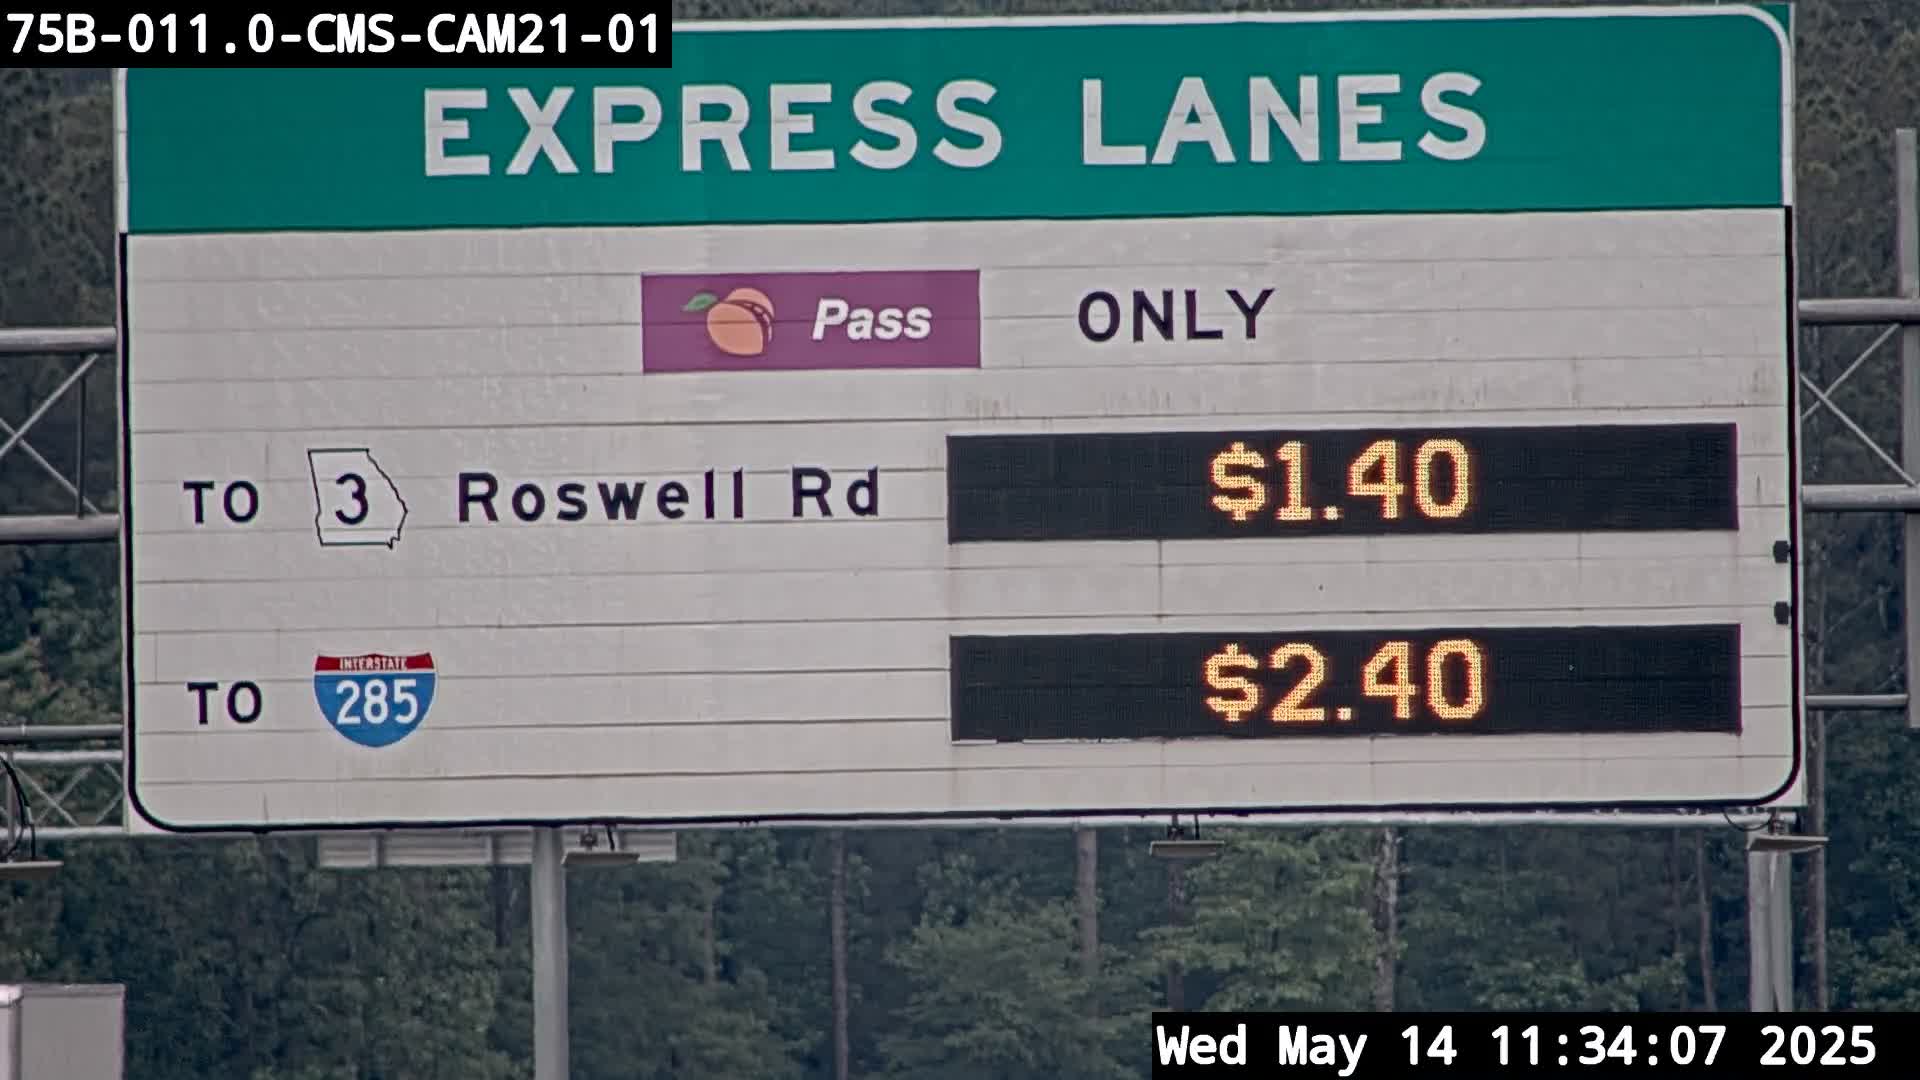 75B-011.0-CMS-CAM21-01
EXPRESS LANES
Pass ONLY
TO 3 Roswell Rd $1.40
INTERSTATE
TO 285 $2.40
Wed May 14 11:34:07 2025